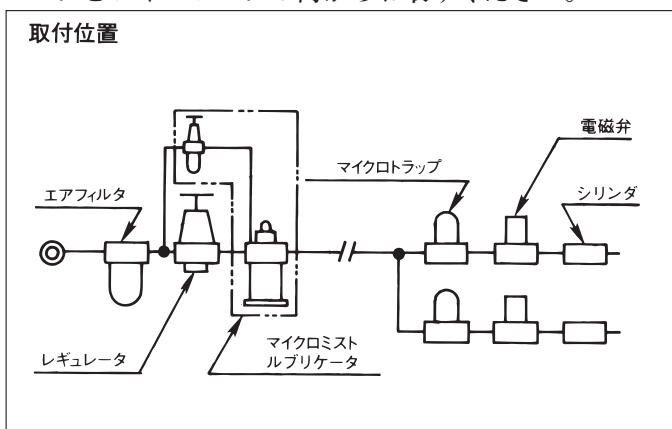 取付位置
電磁弁
マイクロトラップ
シリンダ
エアフィルタ
レギュレータ
マイクロミスト
ルブリケータ